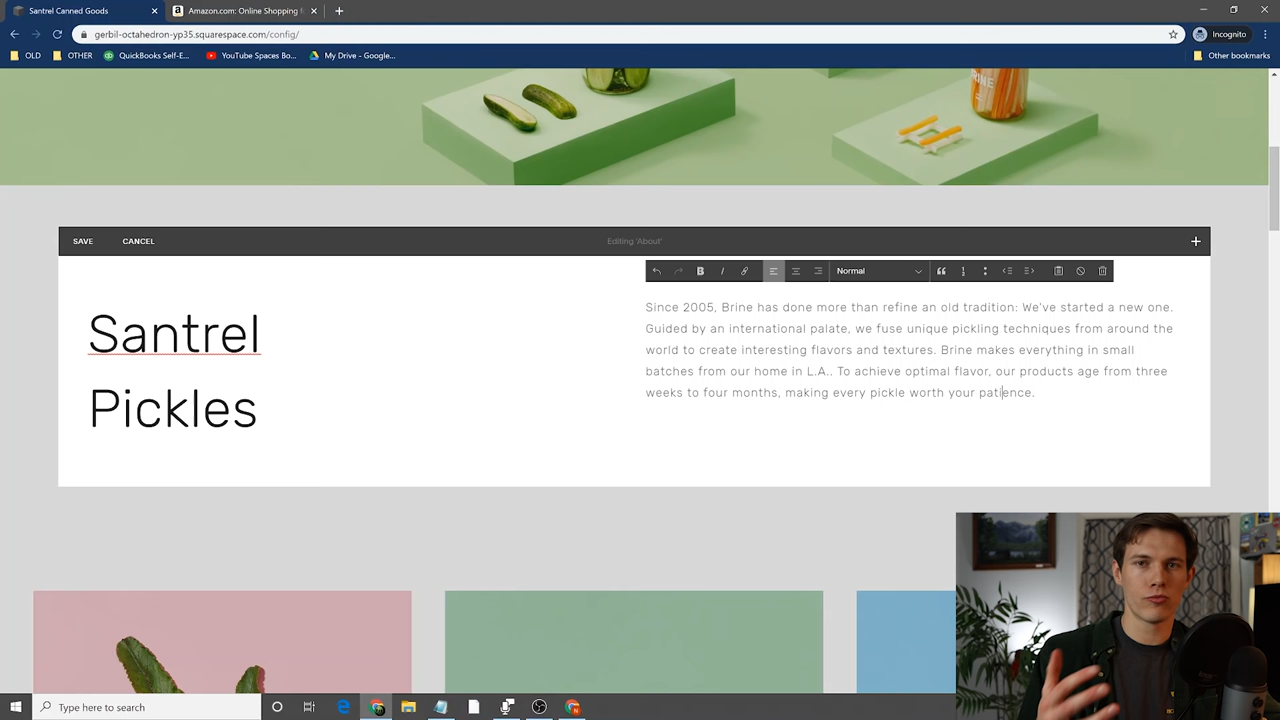 Santrel Canned Goods
Amazon.com: Online Shopping f
gerbil-octahedron-yp35.squarespace.com/config/
Incognito
OLD
OTHER
QuickBooks Self-E...
YouTube Spaces Bo...
My Drive - Google...
Other bookmarks
SAVE
CANCEL
Editing 'About'
B
I
Normal
Santrel
Pickles
Since 2005, Brine has done more than refine an old tradition: We've started a new one.
Guided by an international palate, we fuse unique pickling techniques from around the
world to create interesting flavors and textures. Brine makes everything in small
batches from our home in L.A.. To achieve optimal flavor, our products age from three
weeks to four months, making every pickle worth your patience.
Type here to search